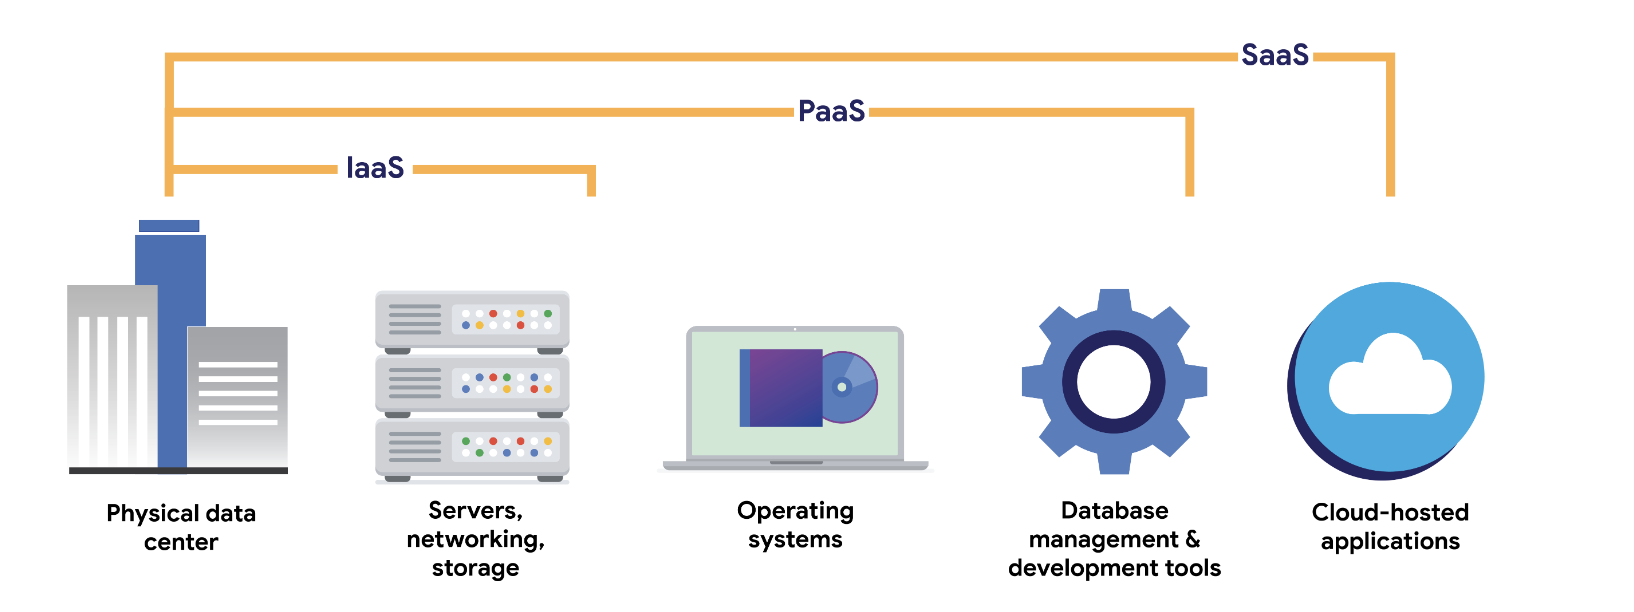 SaaS
PaaS
IaaS
Physical data
center
Servers,
networking,
storage
Operating
systems
Database
management &
development tools
Cloud-hosted
applications